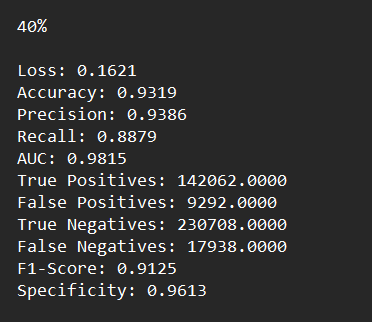 40%
Loss: 0.1621
Accuracy: 0.9319
Precision: 0.9386
Recall: 0.8879
AUC: 0.9815
True Positives: 142062.0000
False Positives: 9292.0000
True Negatives: 230708.0000
False Negatives: 17938.0000
F1-Score: 0.9125
Specificity: 0.9613